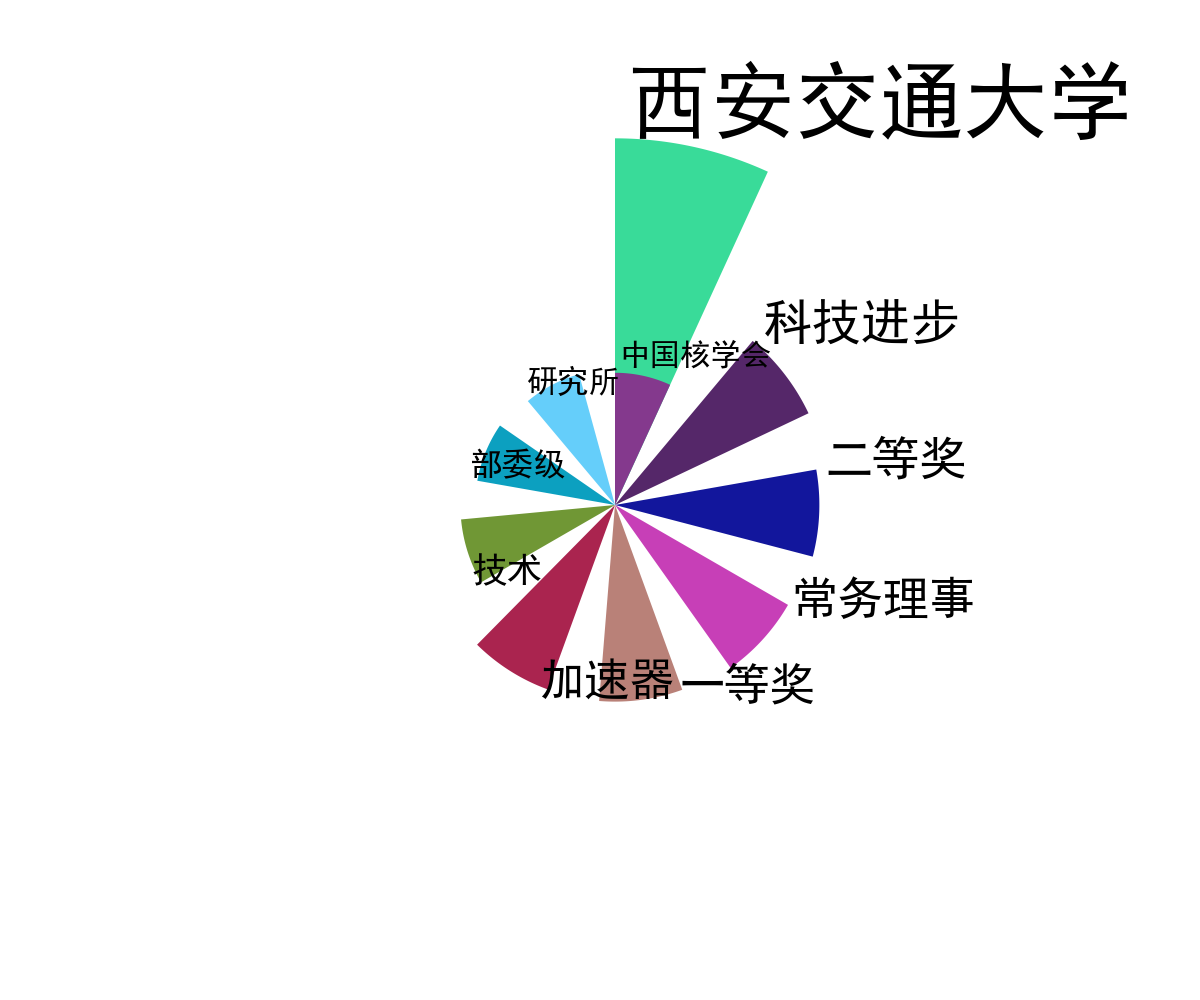 西安交通大学
科技进步
中国核学会
研究所
二等奖
部委级
技术
常务理事
加速器
一等奖